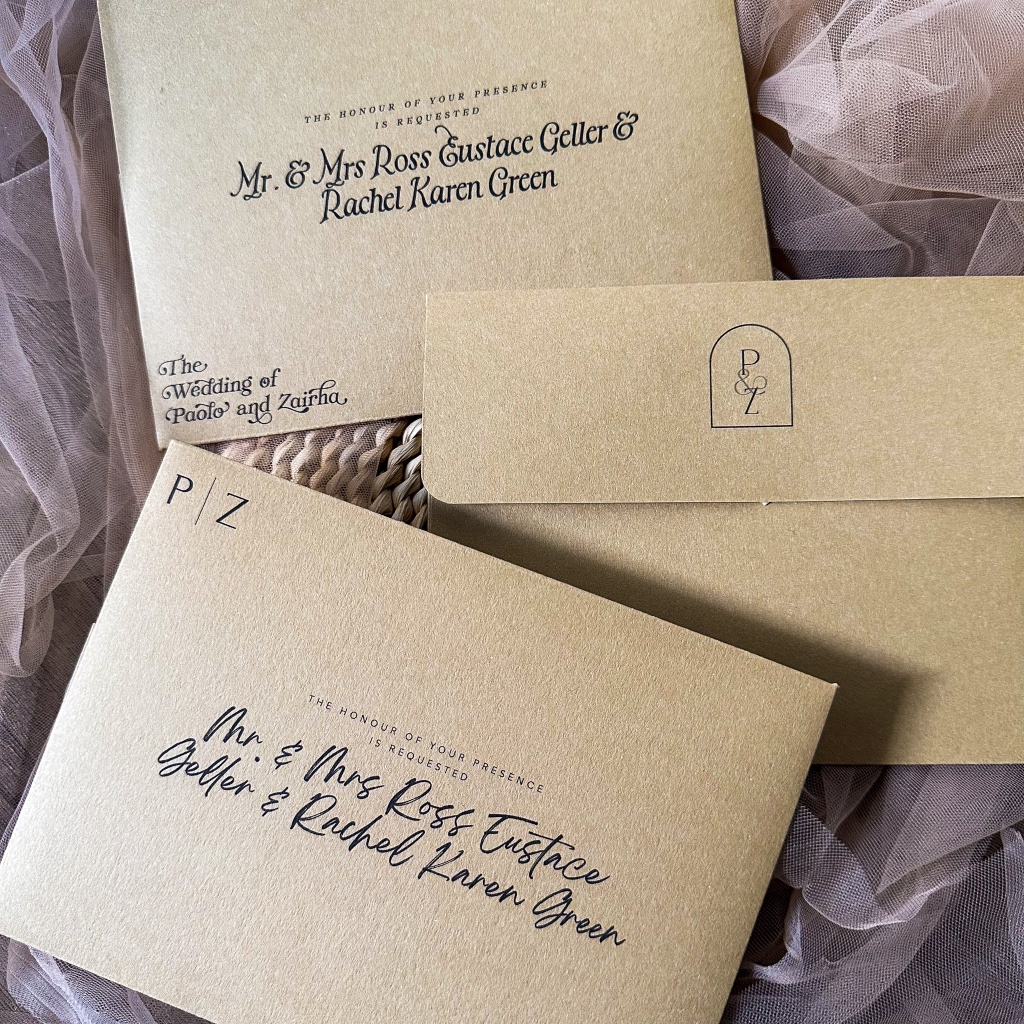 THE HONOUR OF YOUR PRESENCE
IS REQUESTED
Mr. & Mrs Ross Eustace Geller &
Rachel Karen Green
The
Wedding of
Paolo and Zairha
P
&
Z
P | Z
THE HONOUR OF YOUR PRESENCE
IS REQUESTED
Mr. & Mrs Ross Eustace
Geller & Rachel Karen Green